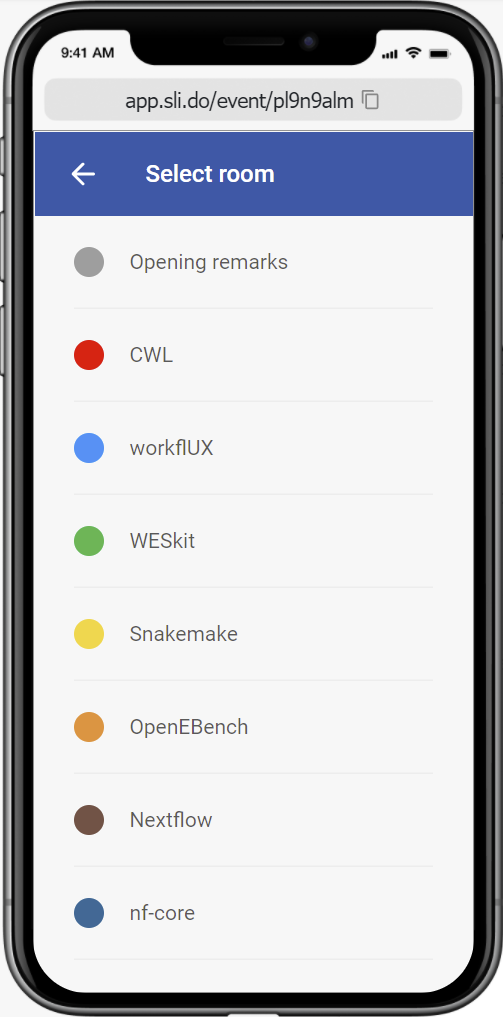 9:41 AM
app.sli.do/event/pl9n9alm
Select room
Opening remarks
CWL
workflUX
WESkit
Snakemake
OpenEBench
Nextflow
nf-core